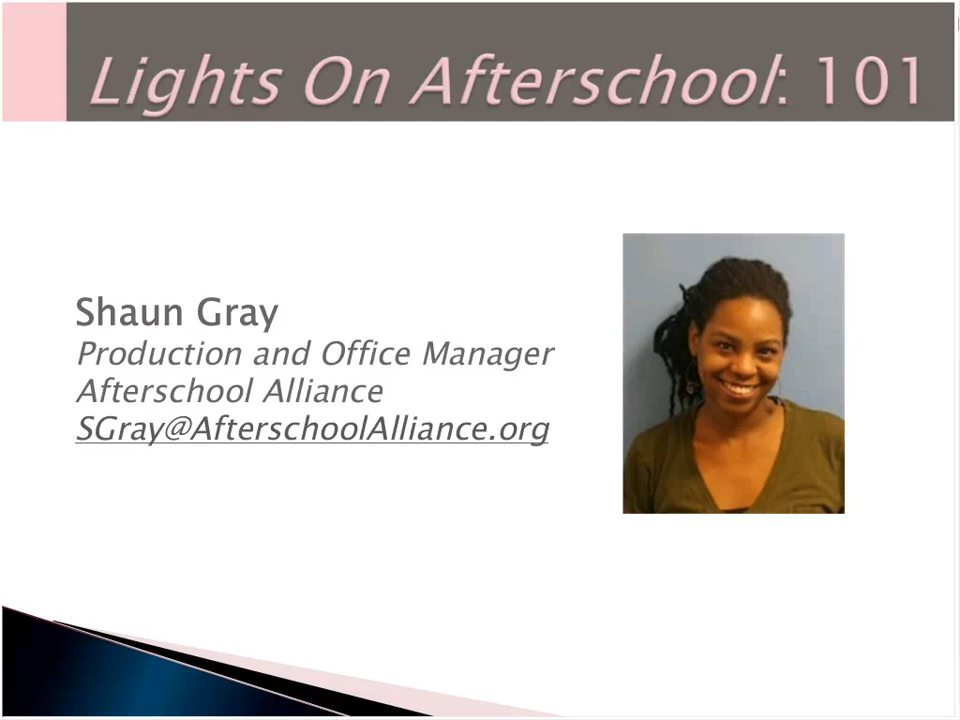 Lights On Afterschool: 101
Shaun Gray
Production and Office Manager
Afterschool Alliance
SGray@AfterschoolAlliance.org